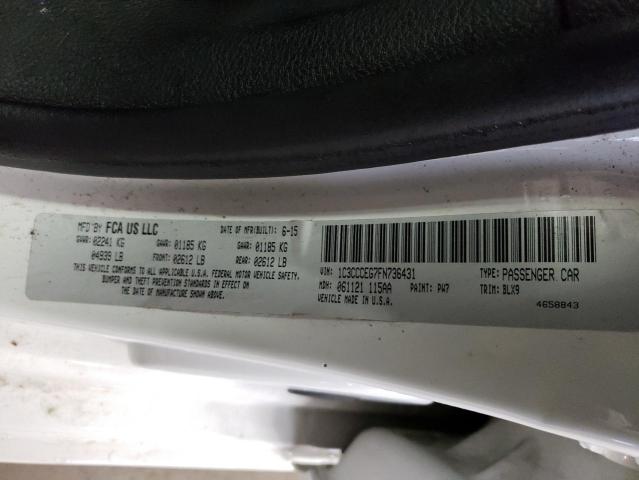 MFD BY FCA US LLC DATE OF MFR(BUILT): 6-15
GVWR: 02241 KG GAWR: 01185 KG GAWR: 01185 KG
04939 LB FRONT: 02612 LB REAR: 02612 LB
THIS VEHICLE CONFORMS TO ALL APPLICABLE U.S.A. FEDERAL MOTOR VEHICLE SAFETY,
BUMPER AND THEFT PREVENTION STANDARDS IN EFFECT ON
THE DATE OF MANUFACTURE SHOWN ABOVE.
VIN: 1C3CCCEG7FN736431 TYPE: PASSENGER CAR
MDH: 061121 115AA PAINT: PW7 TRIM: BLX9
VEHICLE MADE IN U.S.A. 4658843